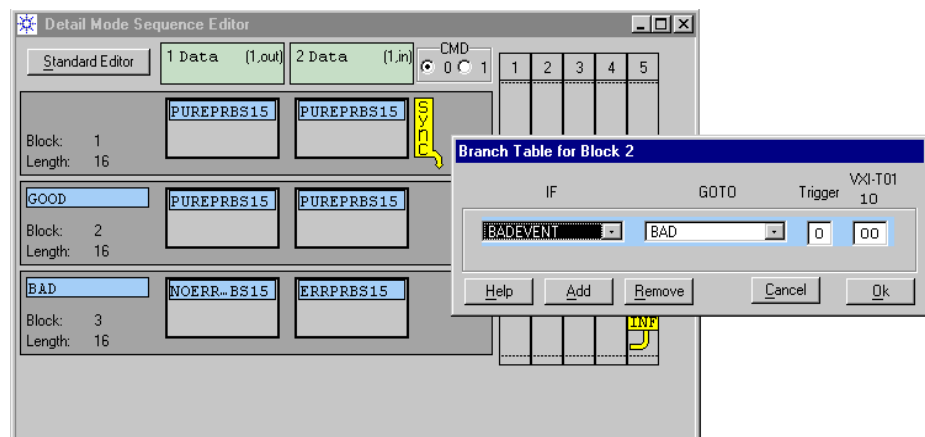 Detail Mode Sequence Editor
Standard Editor
1 Data (1,out)
2 Data (1,in)
CMD
0 1
1 2 3 4 5
PUREPRBS15
PUREPRBS15
Sync
Block: 1
Length: 16
GOOD
PUREPRBS15
PUREPRBS15
Block: 2
Length: 16
BAD
NOERR…BS15
ERRPRBS15
Block: 3
Length: 16
INF
Branch Table for Block 2
IF GOTO Trigger VXI-T01
10
BADEVENT BAD 0 00
Help Add Remove Cancel Ok